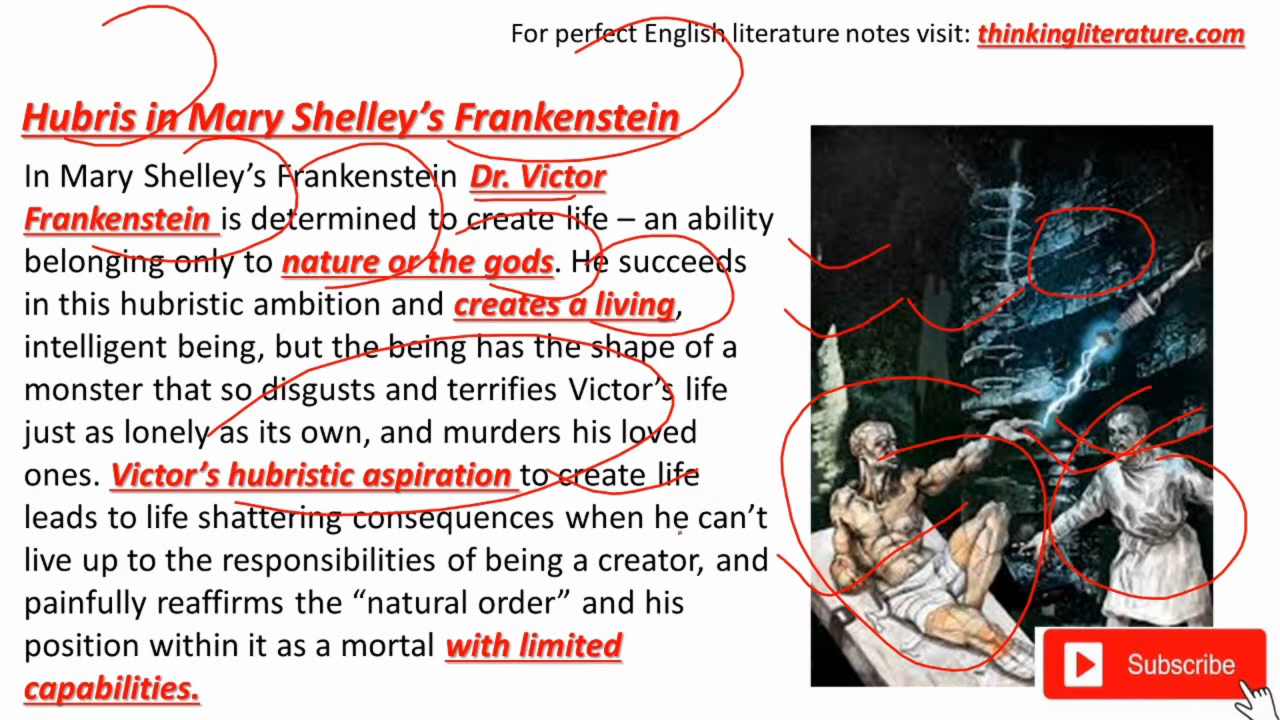 For perfect English literature notes visit: thinkingliterature.com
Hubris in Mary Shelley's Frankenstein
In Mary Shelley's Frankenstein Dr. Victor
Frankenstein is determined to create life – an ability
belonging only to nature or the gods. He succeeds
in this hubristic ambition and creates a living,
intelligent being, but the being has the shape of a
monster that so disgusts and terrifies Victor's life
just as lonely as its own, and murders his loved
ones. Victor's hubristic aspiration to create life
leads to life shattering consequences when he can't
live up to the responsibilities of being a creator, and
painfully reaffirms the “natural order” and his
position within it as a mortal with limited
capabilities.
Subscribe